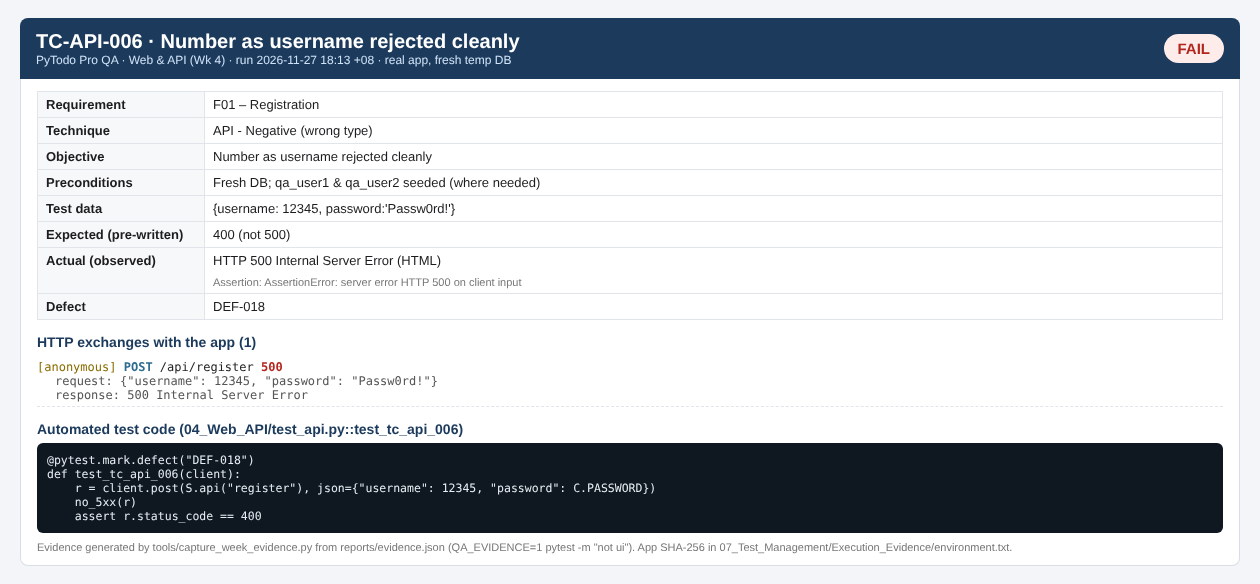 TC-API-006 · Number as username rejected cleanly
PyTodo Pro QA · Web & API (Wk 4) · run 2026-11-27 18:13 +08 · real app, fresh temp DB
FAIL
Requirement F01 – Registration
Technique API - Negative (wrong type)
Objective Number as username rejected cleanly
Preconditions Fresh DB; qa_user1 & qa_user2 seeded (where needed)
Test data {username: 12345, password:'Passw0rd!'}
Expected (pre-written) 400 (not 500)
Actual (observed) HTTP 500 Internal Server Error (HTML)
Assertion: AssertionError: server error HTTP 500 on client input
Defect DEF-018
HTTP exchanges with the app (1)
[anonymous] POST /api/register 500
request: {"username": 12345, "password": "Passw0rd!"}
response: 500 Internal Server Error
Automated test code (04_Web_API/test_api.py::test_tc_api_006)
@pytest.mark.defect("DEF-018")
def test_tc_api_006(client):
    r = client.post(S.api("register"), json={"username": 12345, "password": C.PASSWORD})
    no_5xx(r)
    assert r.status_code == 400
Evidence generated by tools/capture_week_evidence.py from reports/evidence.json (QA_EVIDENCE=1 pytest -m "not ui"). App SHA-256 in 07_Test_Management/Execution_Evidence/environment.txt.